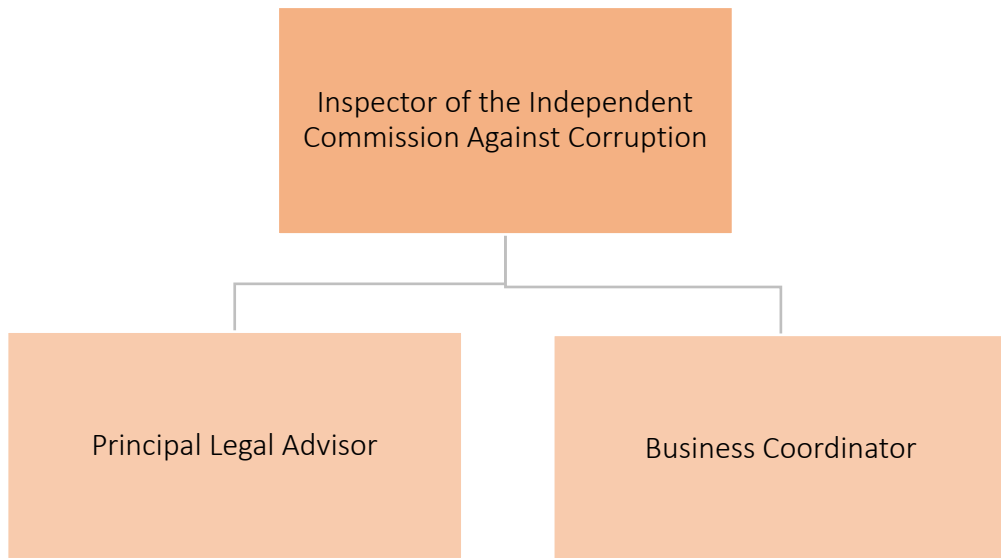 Inspector of the Independent
Commission Against Corruption
Principal Legal Advisor
Business Coordinator